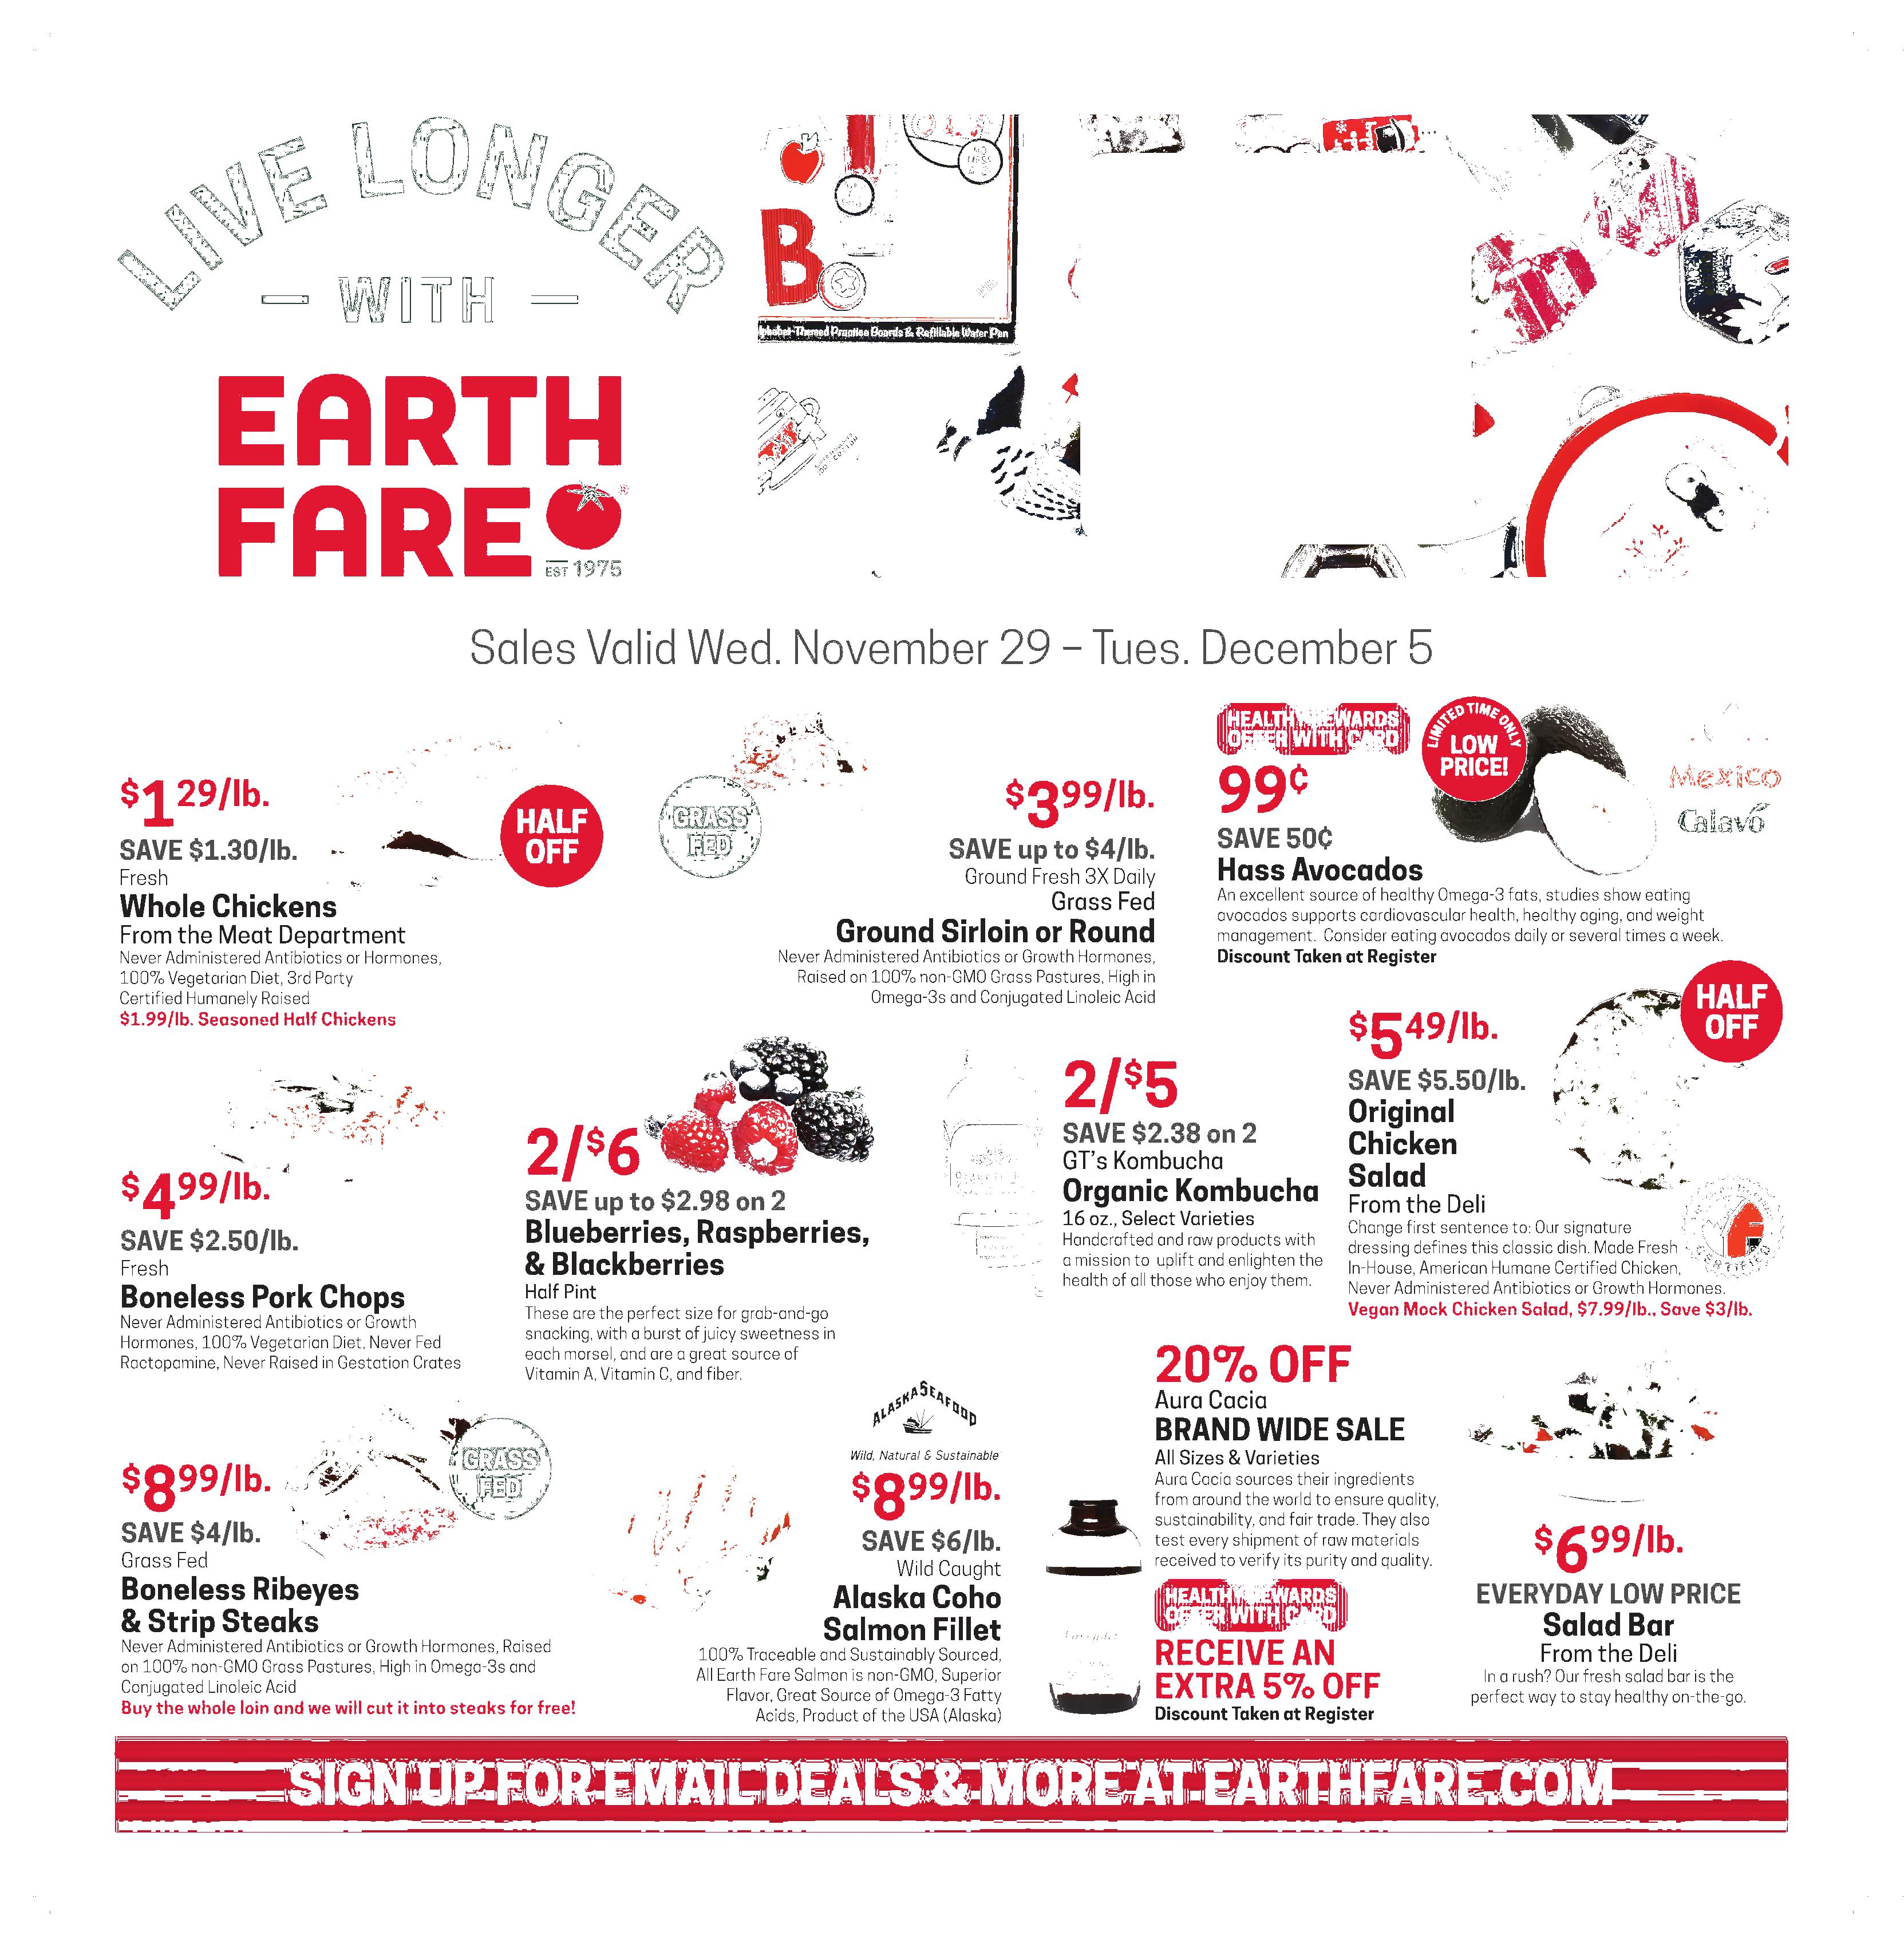 LIVE LONGER
WITH
EARTH
FARE
®
EST 1975
B
Alphabet-Themed Practice Boards & Refillable Water Pen
Sales Valid Wed. November 29 – Tues. December 5
$1 29/lb.
SAVE $1.30/lb.
Fresh
Whole Chickens
From the Meat Department
Never Administered Antibiotics or Hormones,
100% Vegetarian Diet, 3rd Party
Certified Humanely Raised
$1.99/lb. Seasoned Half Chickens
HALF
OFF
GRASS
FED
$3 99/lb.
SAVE up to $4/lb.
Ground Fresh 3X Daily
Grass Fed
Ground Sirloin or Round
Never Administered Antibiotics or Growth Hormones,
Raised on 100% non-GMO Grass Pastures, High in
Omega-3s and Conjugated Linoleic Acid
HEALTHY REWARDS
OFFER WITH CARD
99¢
SAVE 50¢
Hass Avocados
An excellent source of healthy Omega-3 fats, studies show eating
avocados supports cardiovascular health, healthy aging, and weight
management. Consider eating avocados daily or several times a week.
Discount Taken at Register
LIMITED TIME ONLY
LOW
PRICE!
Mexico
Calavo
$4 99/lb.
SAVE $2.50/lb.
Fresh
Boneless Pork Chops
Never Administered Antibiotics or Growth
Hormones, 100% Vegetarian Diet, Never Fed
Ractopamine, Never Raised in Gestation Crates
2/$6
SAVE up to $2.98 on 2
Blueberries, Raspberries,
& Blackberries
Half Pint
These are the perfect size for grab-and-go
snacking, with a burst of juicy sweetness in
each morsel, and are a great source of
Vitamin A, Vitamin C, and fiber.
2/$5
SAVE $2.38 on 2
GT's Kombucha
Organic Kombucha
16 oz., Select Varieties
Handcrafted and raw products with
a mission to uplift and enlighten the
health of all those who enjoy them.
$5 49/lb.
SAVE $5.50/lb.
Original
Chicken
Salad
From the Deli
Change first sentence to: Our signature
dressing defines this classic dish. Made Fresh
In-House, American Humane Certified Chicken,
Never Administered Antibiotics or Growth Hormones.
Vegan Mock Chicken Salad, $7.99/lb., Save $3/lb.
HALF
OFF
CERTIFIED
$8 99/lb.
SAVE $4/lb.
Grass Fed
Boneless Ribeyes
& Strip Steaks
Never Administered Antibiotics or Growth Hormones, Raised
on 100% non-GMO Grass Pastures, High in Omega-3s and
Conjugated Linoleic Acid
Buy the whole loin and we will cut it into steaks for free!
GRASS
FED
ALASKA SEAFOOD
Wild, Natural & Sustainable
$8 99/lb.
SAVE $6/lb.
Wild Caught
Alaska Coho
Salmon Fillet
100% Traceable and Sustainably Sourced,
All Earth Fare Salmon is non-GMO, Superior
Flavor, Great Source of Omega-3 Fatty
Acids, Product of the USA (Alaska)
20% OFF
Aura Cacia
BRAND WIDE SALE
All Sizes & Varieties
Aura Cacia sources their ingredients
from around the world to ensure quality,
sustainability, and fair trade. They also
test every shipment of raw materials
received to verify its purity and quality.
HEALTHY REWARDS
OFFER WITH CARD
RECEIVE AN
EXTRA 5% OFF
Discount Taken at Register
$6 99/lb.
EVERYDAY LOW PRICE
Salad Bar
From the Deli
In a rush? Our fresh salad bar is the
perfect way to stay healthy on-the-go.
SIGN UP FOR EMAIL DEALS & MORE AT EARTHFARE.COM